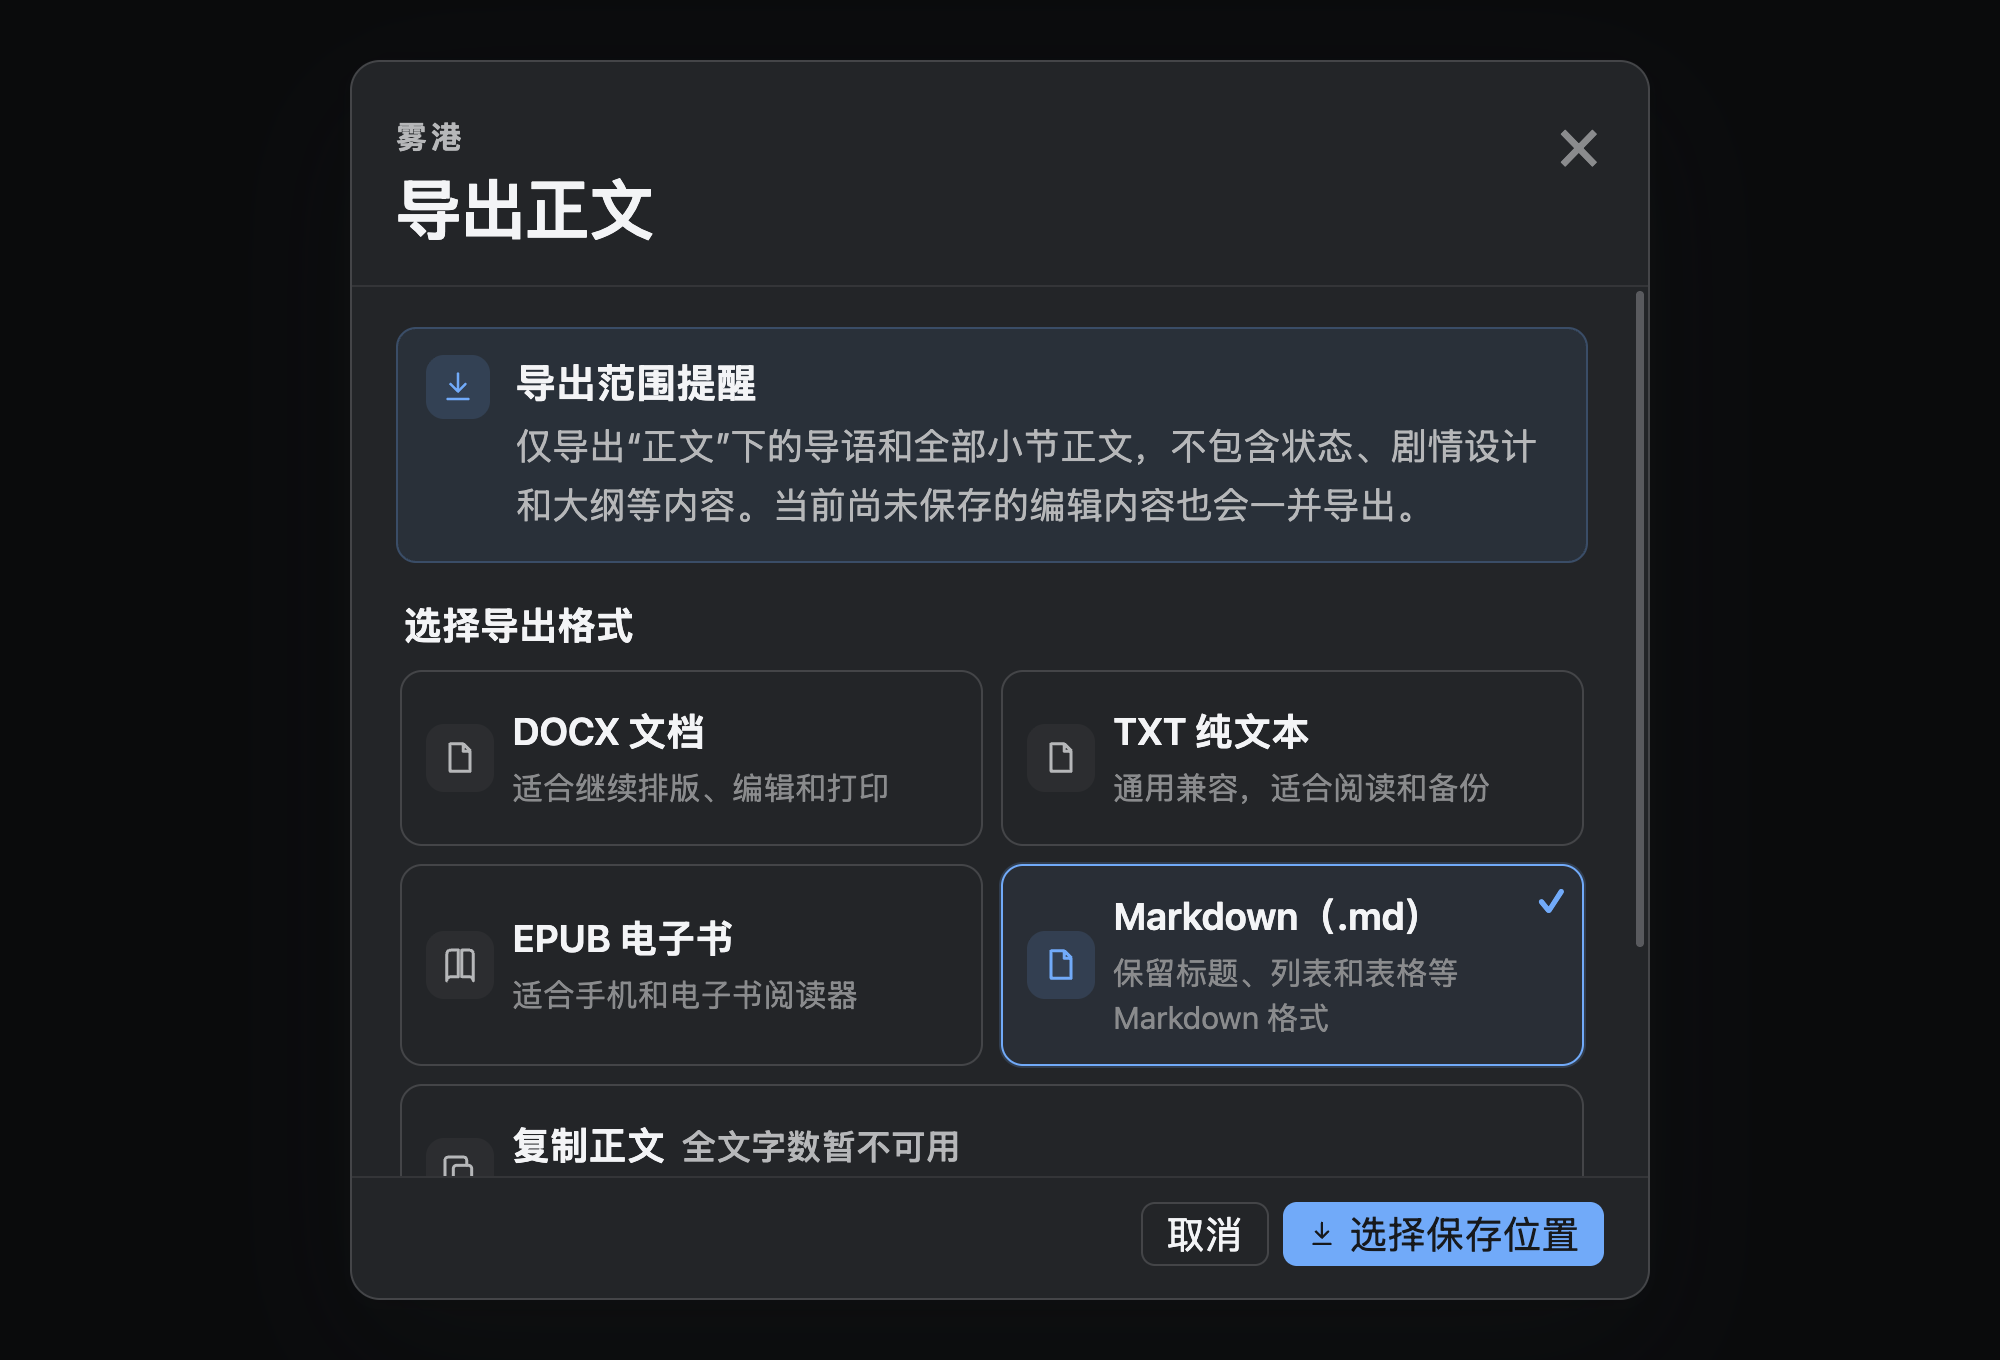 雾港
导出正文
导出范围提醒
仅导出“正文”下的导语和全部小节正文，不包含状态、剧情设计
和大纲等内容。当前尚未保存的编辑内容也会一并导出。
选择导出格式
DOCX 文档
适合继续排版、编辑和打印
TXT 纯文本
通用兼容，适合阅读和备份
EPUB 电子书
适合手机和电子书阅读器
Markdown（.md）
保留标题、列表和表格等
Markdown 格式
复制正文 全文字数暂不可用
取消
选择保存位置